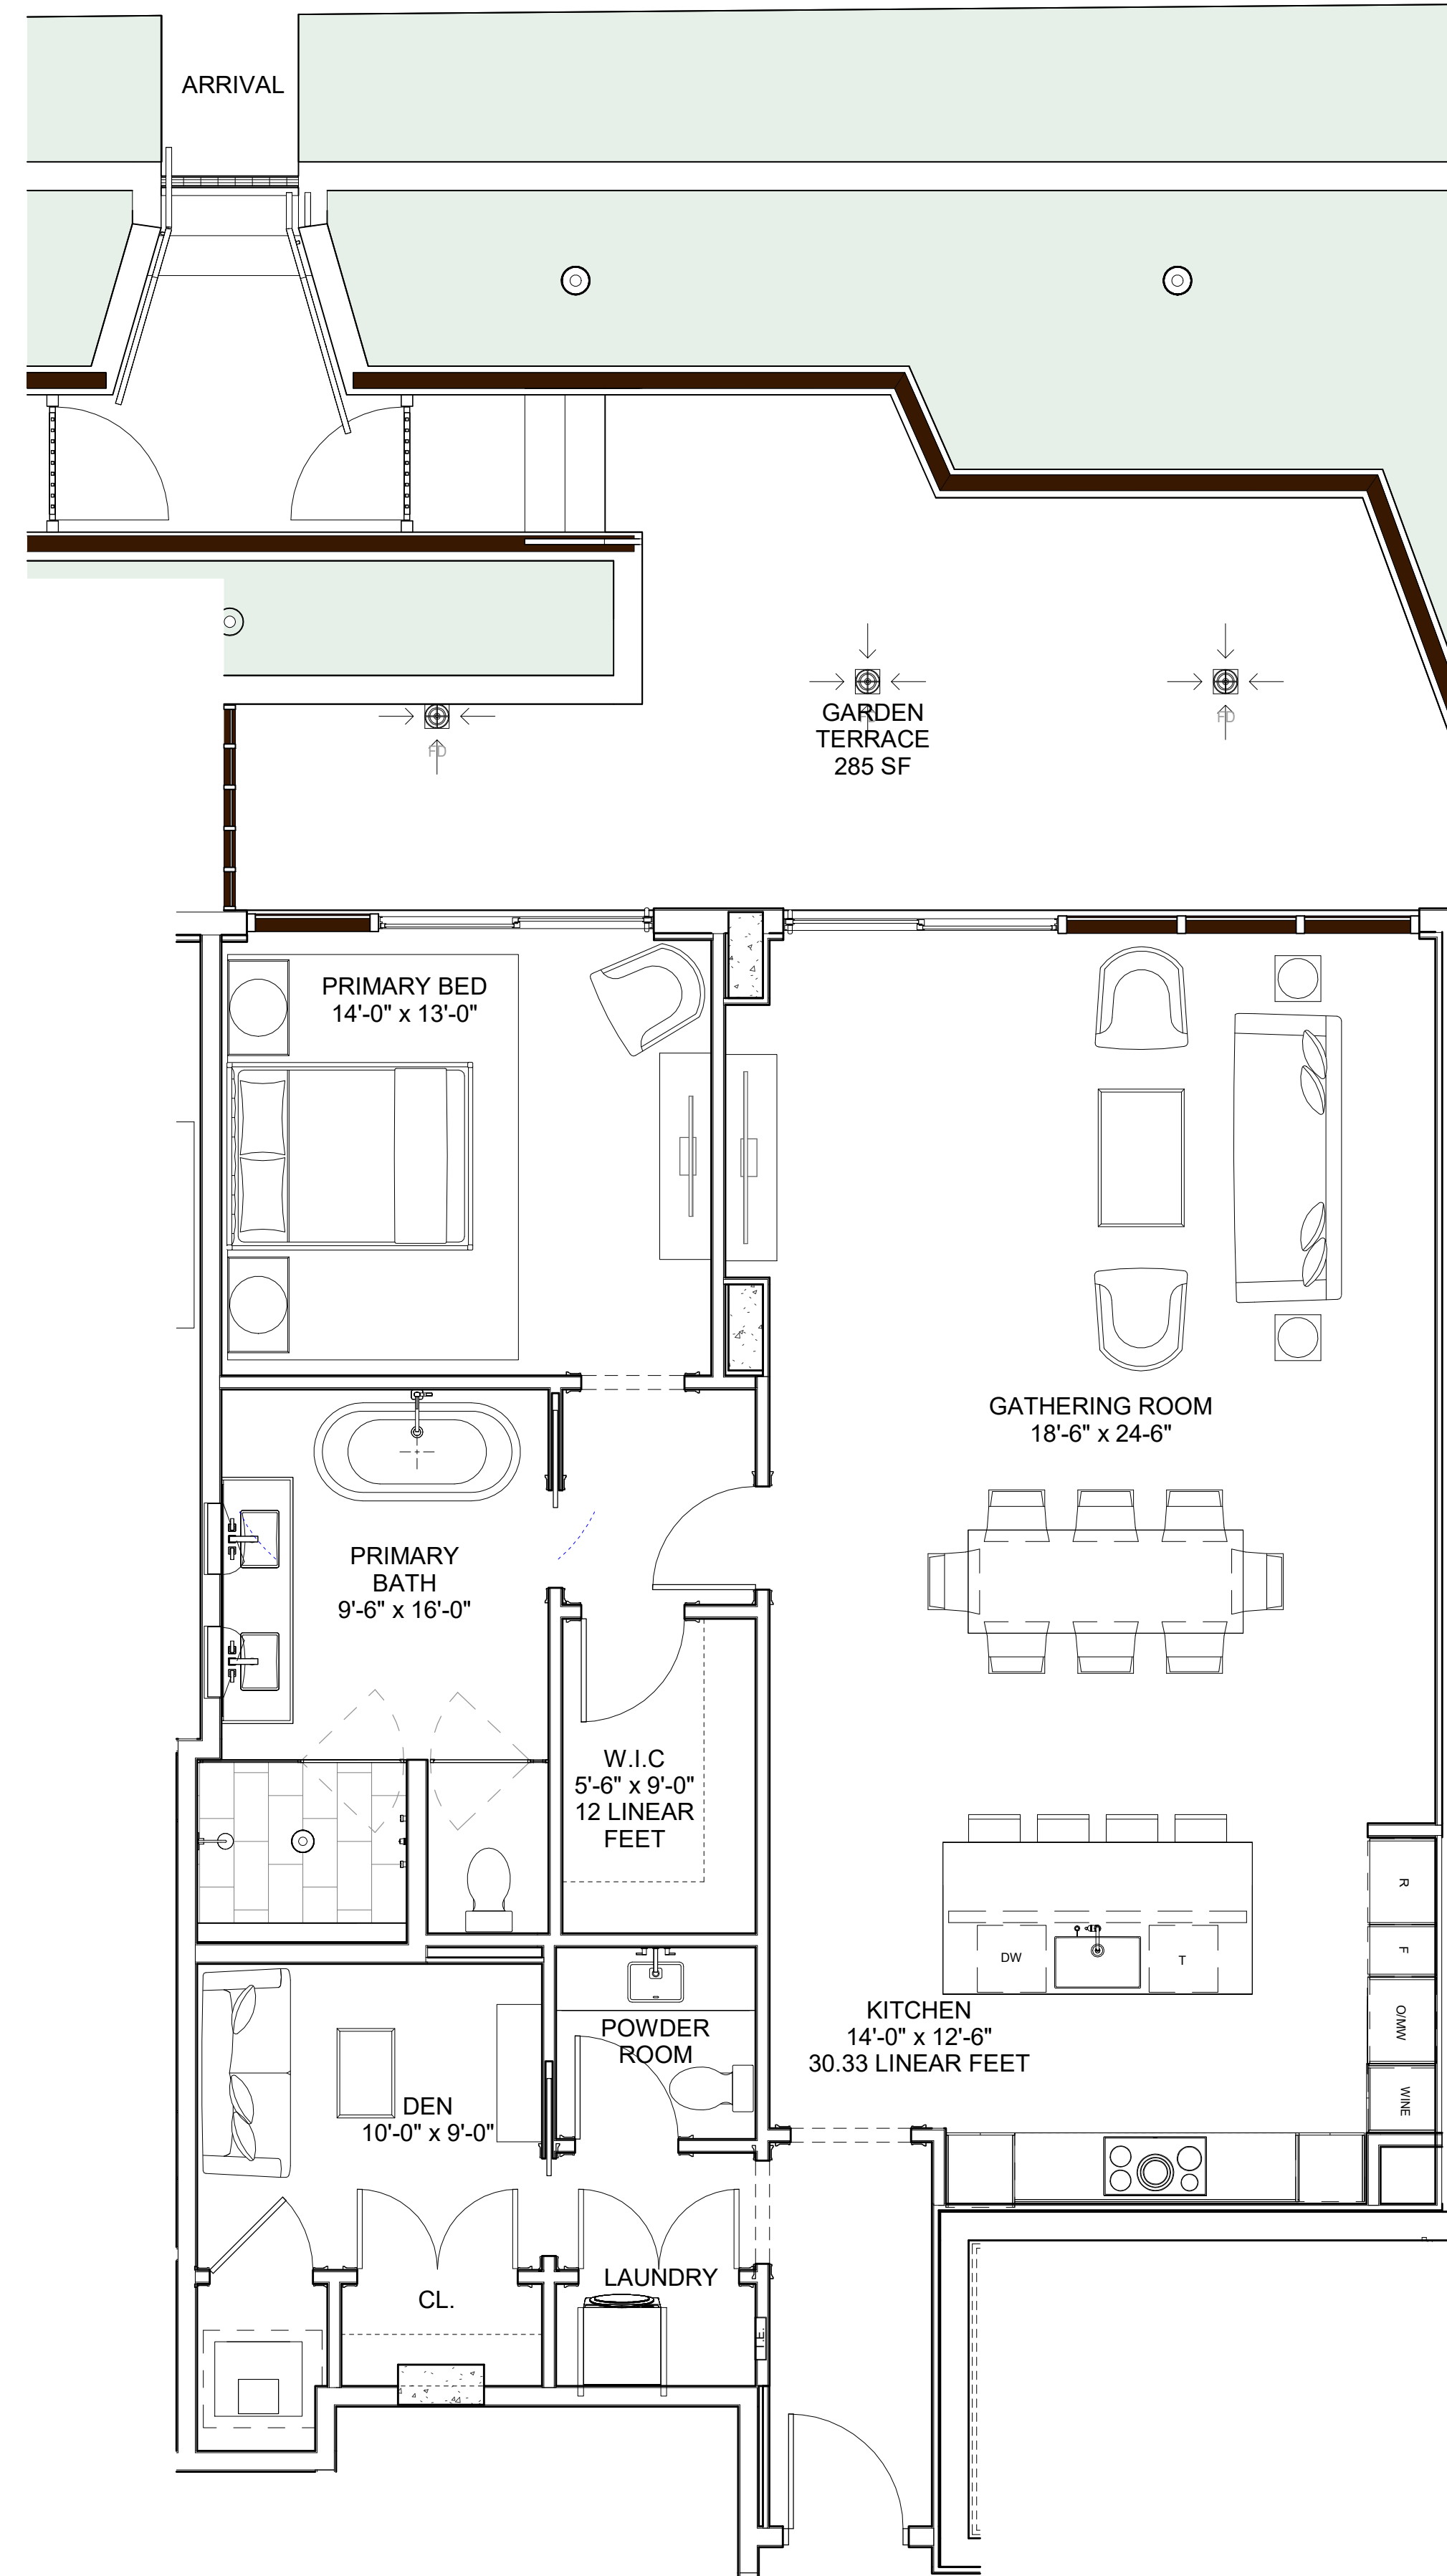 ARRIVAL
FD
GARDEN
TERRACE
285 SF
FD
FD
PRIMARY BED
14'-0" x 13'-0"
GATHERING ROOM
18'-6" x 24-6"
PRIMARY
BATH
9'-6" x 16'-0"
W.I.C
5'-6" x 9'-0"
12 LINEAR
FEET
R
F
O/MW
WINE
DW
T
KITCHEN
14'-0" x 12'-6"
30.33 LINEAR FEET
POWDER
ROOM
DEN
10'-0" x 9'-0"
LAUNDRY
CL.
T.E.